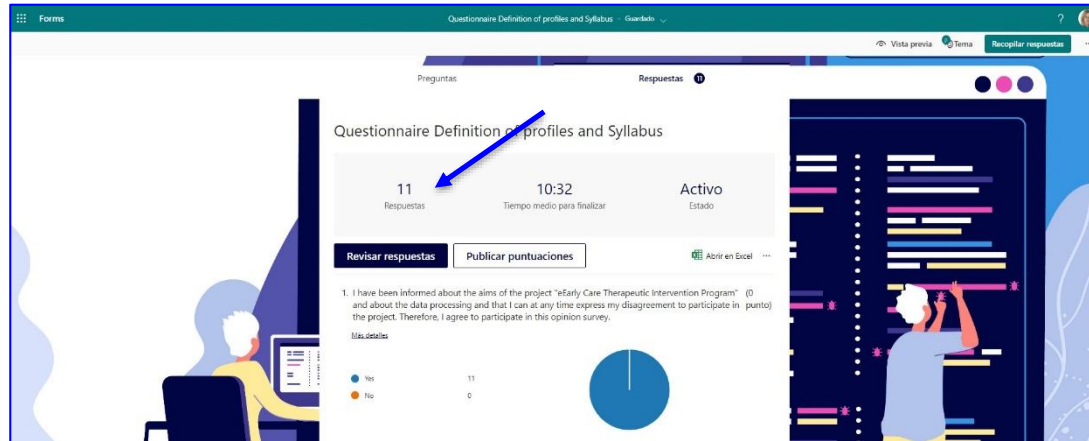 Forms
Questionnaire Definition of profiles and Syllabus - Guardado
?
Vista previa
Tema
Recopilar respuestas
Preguntas
Respuestas 11
Questionnaire Definition of profiles and Syllabus
11
Respuestas
10:32
Tiempo medio para finalizar
Activo
Estado
Revisar respuestas
Publicar puntuaciones
Abrir en Excel
1. I have been informed about the aims of the project "eEarly Care Therapeutic Intervention Program" (0
and about the data processing and that I can at any time express my disagreement to participate in punto)
the project. Therefore, I agree to participate in this opinion survey.
Más detalles
Yes 11
No 0